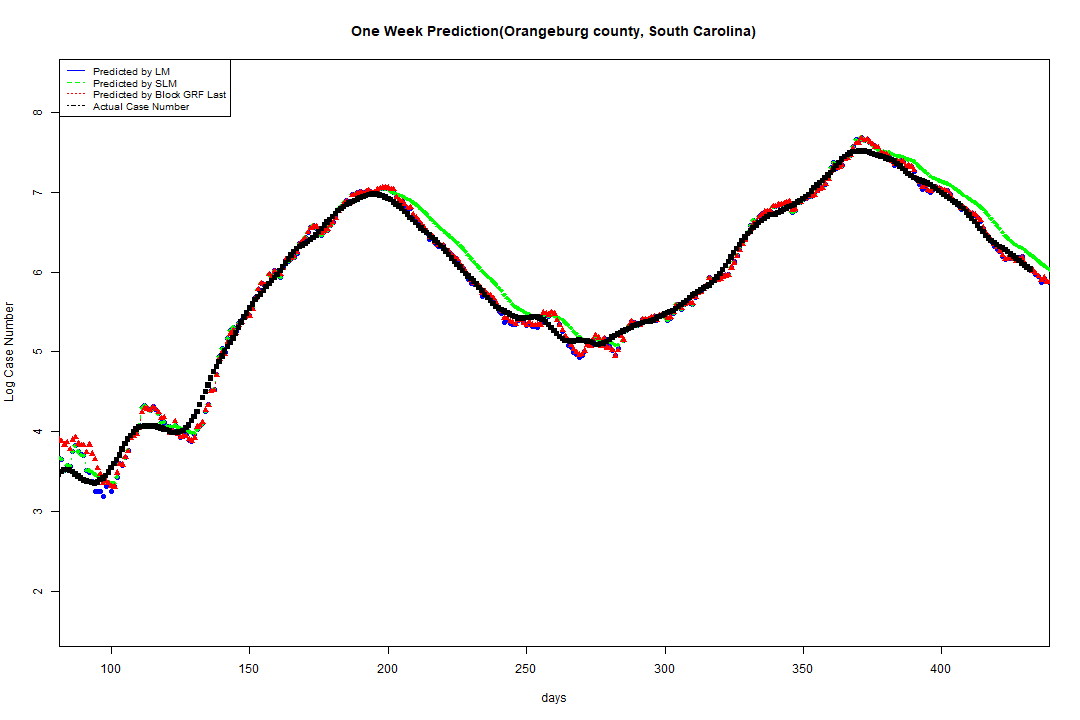 One Week Prediction(Orangeburg county, South Carolina)
Predicted by LM
Predicted by SLM
Predicted by Block GRF Last
Actual Case Number
Log Case Number
8
7
6
5
4
3
2
100 150 200 250 300 350 400
days